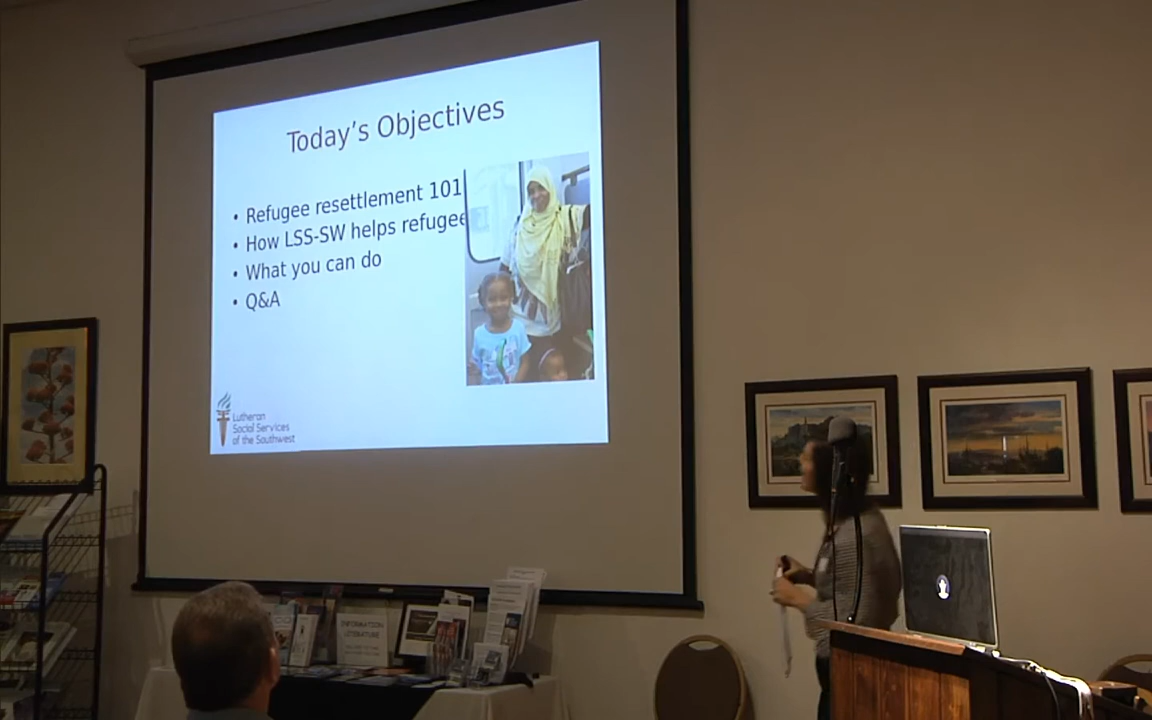 Today's Objectives
• Refugee resettlement 101
• How LSS-SW helps refugee
• What you can do
• Q&A
Lutheran
Social Services
of the Southwest
INFORMATION
LITERATURE